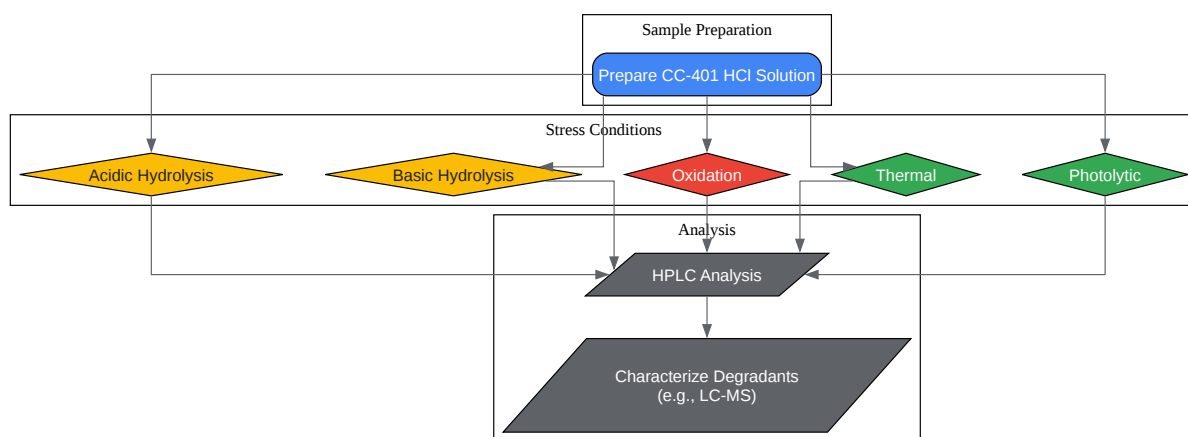 Sample Preparation
Prepare CC-401 HCl Solution
Stress Conditions
Acidic Hydrolysis
Basic Hydrolysis
Oxidation
Thermal
Photolytic
Analysis
HPLC Analysis
Characterize Degradants
(e.g., LC-MS)